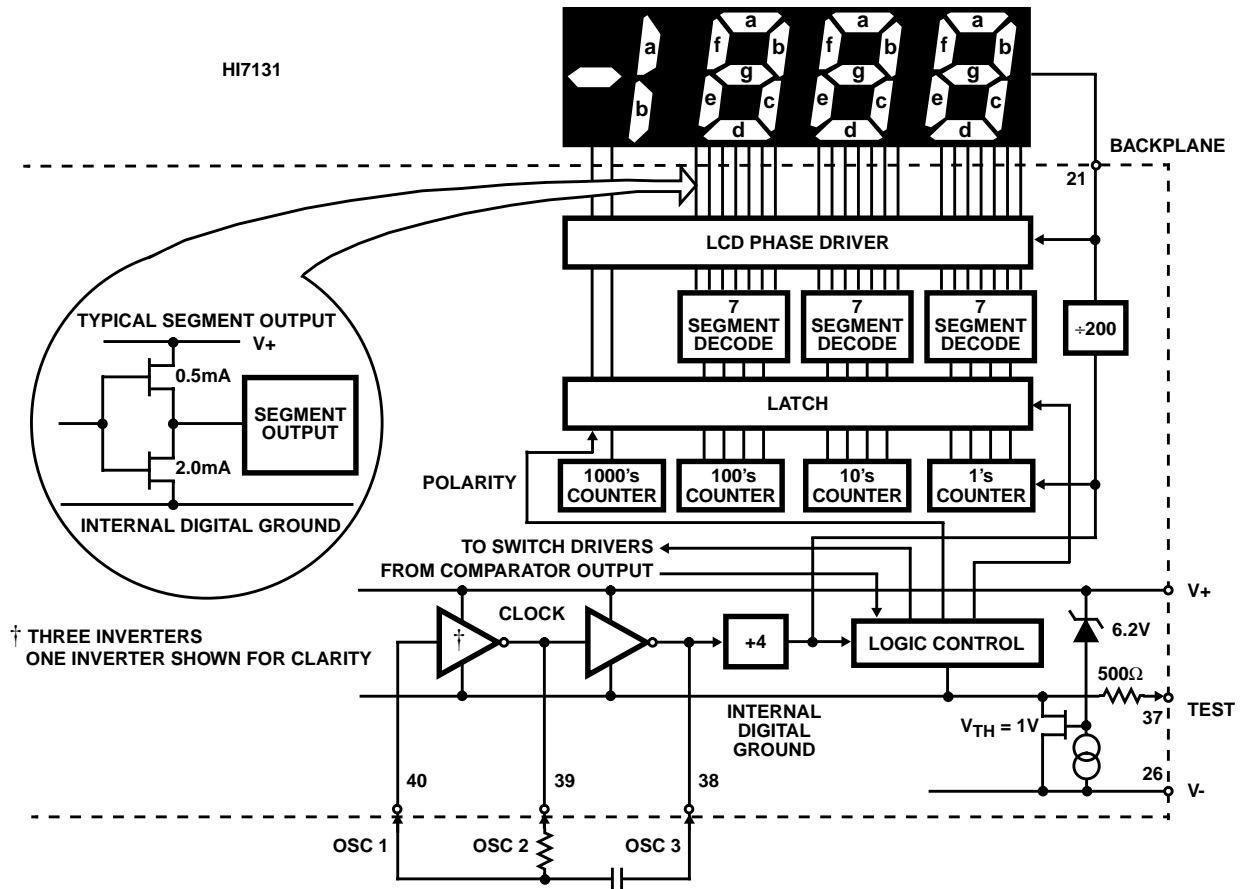 HI7131
a
b
a
f
b
g
e
c
d
a
f
b
g
e
c
d
a
f
b
g
e
c
d
BACKPLANE
21
LCD PHASE DRIVER
TYPICAL SEGMENT OUTPUT
V+
0.5mA
SEGMENT
OUTPUT
2.0mA
INTERNAL DIGITAL GROUND
7
SEGMENT
DECODE
7
SEGMENT
DECODE
7
SEGMENT
DECODE
÷200
LATCH
POLARITY
1000's
COUNTER
100's
COUNTER
10's
COUNTER
1's
COUNTER
TO SWITCH DRIVERS
FROM COMPARATOR OUTPUT
V+
CLOCK
†
† THREE INVERTERS
ONE INVERTER SHOWN FOR CLARITY
+4
LOGIC CONTROL
6.2V
500Ω
TEST
37
INTERNAL
DIGITAL
GROUND
VTH = 1V
26
V-
40
39
38
OSC 1
OSC 2
OSC 3